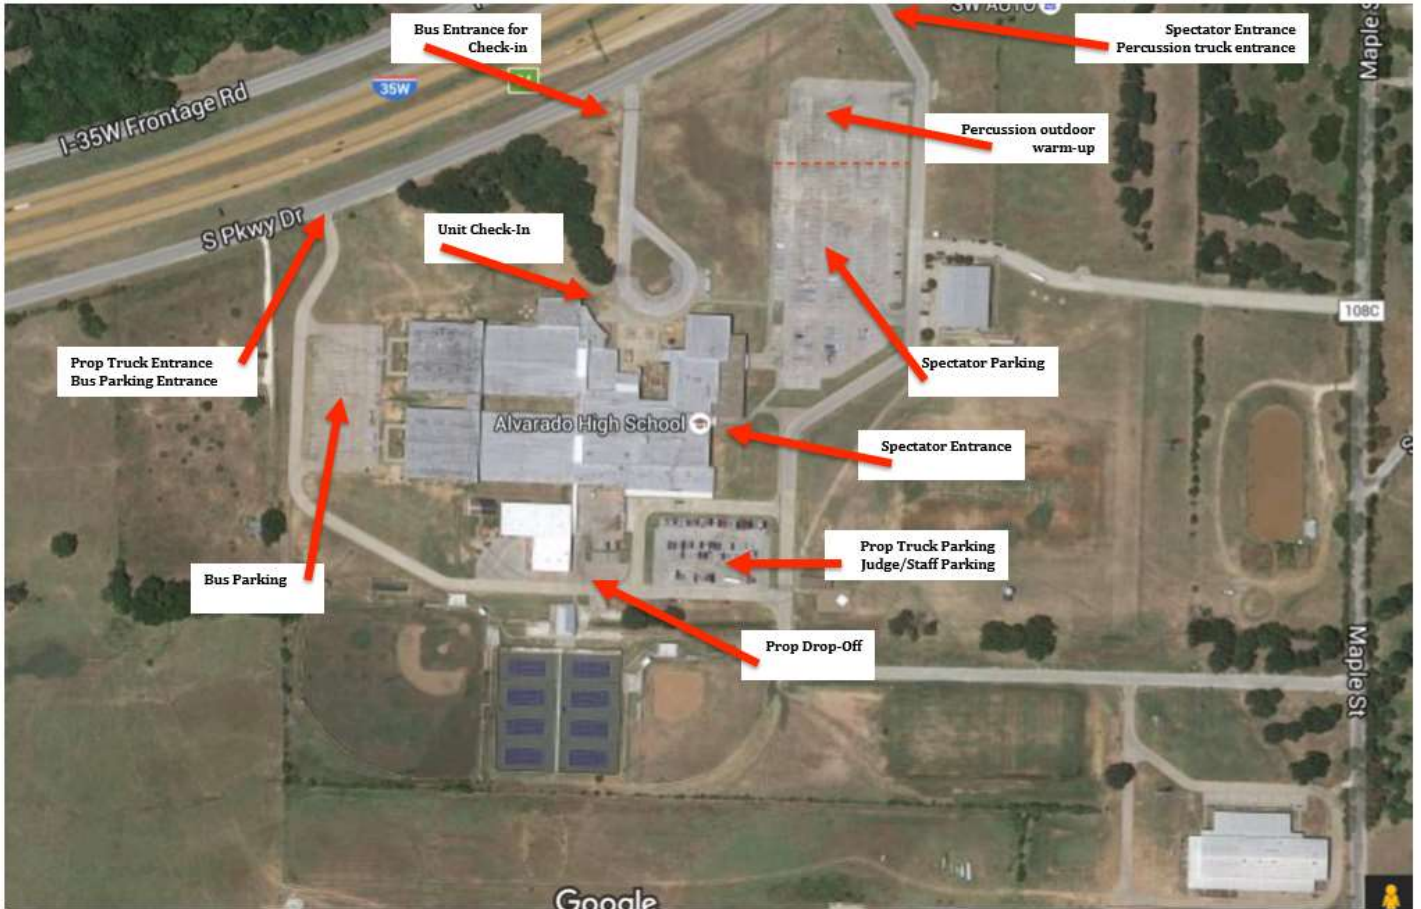 SW AUTO
Bus Entrance for
Check-in
Spectator Entrance
Percussion truck entrance
Maple S
35W
I-35W Frontage Rd
Percussion outdoor
warm-up
S Pkwy Dr
Unit Check-In
108C
Prop Truck Entrance
Bus Parking Entrance
Spectator Parking
Alvarado High School
Spectator Entrance
Prop Truck Parking
Judge/Staff Parking
Bus Parking
Prop Drop-Off
Maple St
Google